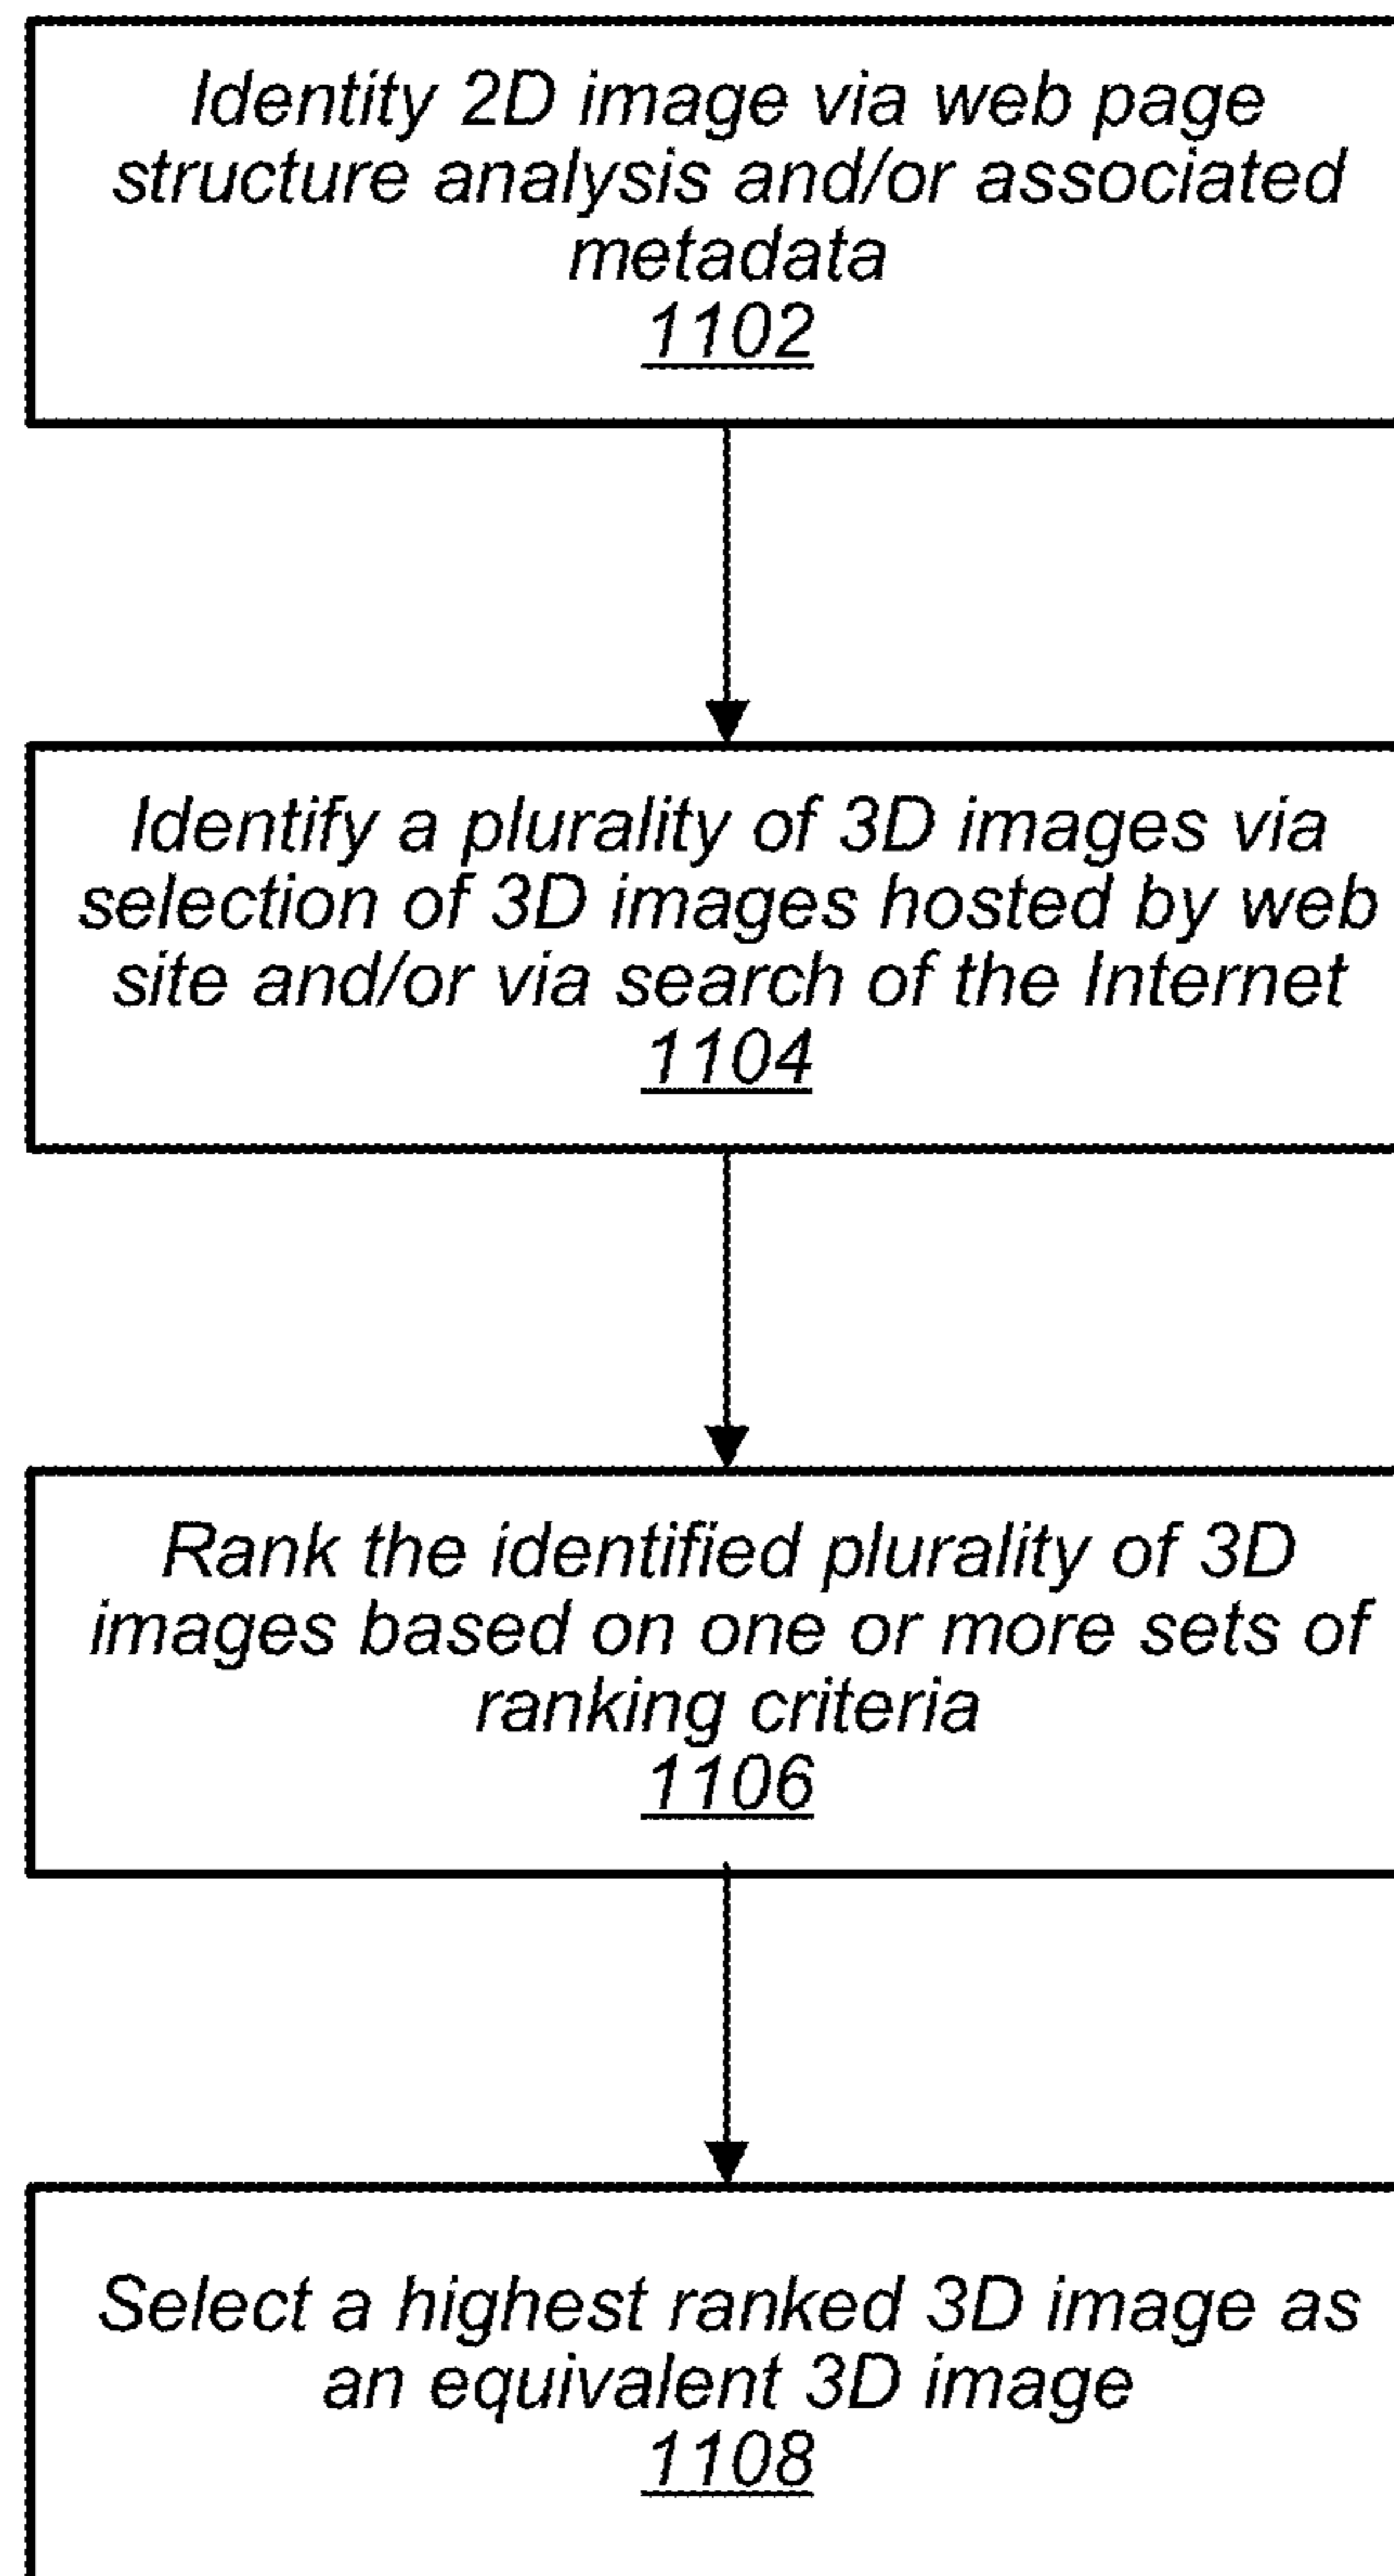 Identity 2D image via web page
structure analysis and/or associated
metadata
1102
Identify a plurality of 3D images via
selection of 3D images hosted by web
site and/or via search of the Internet
1104
Rank the identified plurality of 3D
images based on one or more sets of
ranking criteria
1106
Select a highest ranked 3D image as
an equivalent 3D image
1108